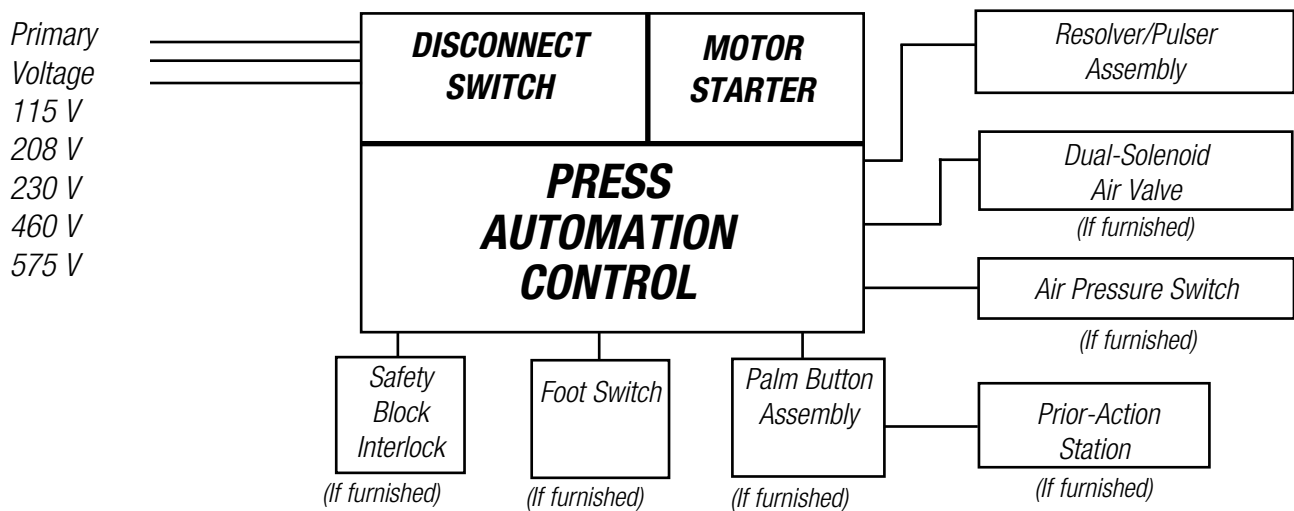 Primary
Voltage
115 V
208 V
230 V
460 V
575 V
DISCONNECT
SWITCH
MOTOR
STARTER
PRESS
AUTOMATION
CONTROL
Resolver/Pulser
Assembly
Dual-Solenoid
Air Valve
(If furnished)
Air Pressure Switch
(If furnished)
Safety
Block
Interlock
(If furnished)
Foot Switch
(If furnished)
Palm Button
Assembly
(If furnished)
Prior-Action
Station
(If furnished)